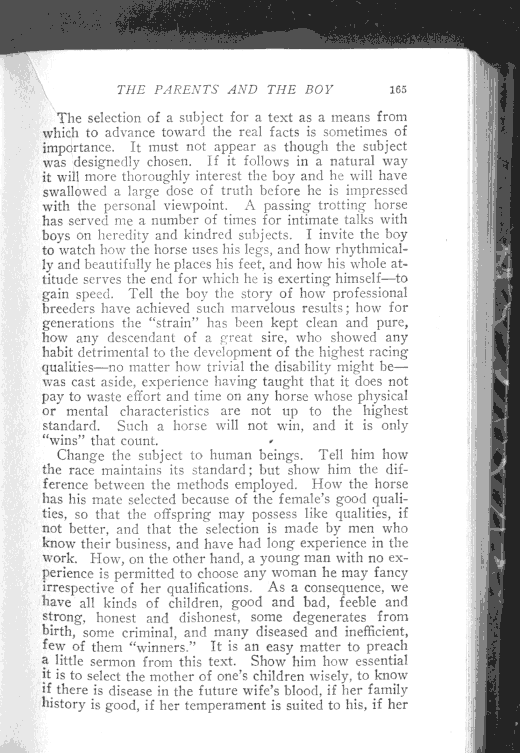 THE PARENTS AND THE BOY 165
The selection of a subject for a text as a means from
which to advance toward the real facts is sometimes of
importance. It must not appear as though the subject
was designedly chosen. If it follows in a natural way
it will more thoroughly interest the boy and he will have
swallowed a large dose of truth before he is impressed
with the personal viewpoint. A passing trotting horse
has served me a number of times for intimate talks with
boys on heredity and kindred subjects. I invite the boy
to watch how the horse uses his legs, and how rhythmical-
ly and beautifully he places his feet, and how his whole at-
titude serves the end for which he is exerting himself—to
gain speed. Tell the boy the story of how professional
breeders have achieved such marvelous results; how for
generations the "strain" has been kept clean and pure,
how any descendant of a great sire, who showed any
habit detrimental to the development of the highest racing
qualities—no matter how trivial the disability might be—
was cast aside, experience having taught that it does not
pay to waste effort and time on any horse whose physical
or mental characteristics are not up to the highest
standard. Such a horse will not win, and it is only
"wins" that count.
Change the subject to human beings. Tell him how
the race maintains its standard; but show him the dif-
ference between the methods employed. How the horse
has his mate selected because of the female's good quali-
ties, so that the offspring may possess like qualities, if
not better, and that the selection is made by men who
know their business, and have had long experience in the
work. How, on the other hand, a young man with no ex-
perience is permitted to choose any woman he may fancy
irrespective of her qualifications. As a consequence, we
have all kinds of children, good and bad, feeble and
strong, honest and dishonest, some degenerates from
birth, some criminal, and many diseased and inefficient,
few of them "winners." It is an easy matter to preach
a little sermon from this text. Show him how essential
it is to select the mother of one's children wisely, to know
if there is disease in the future wife's blood, if her family
history is good, if her temperament is suited to his, if her